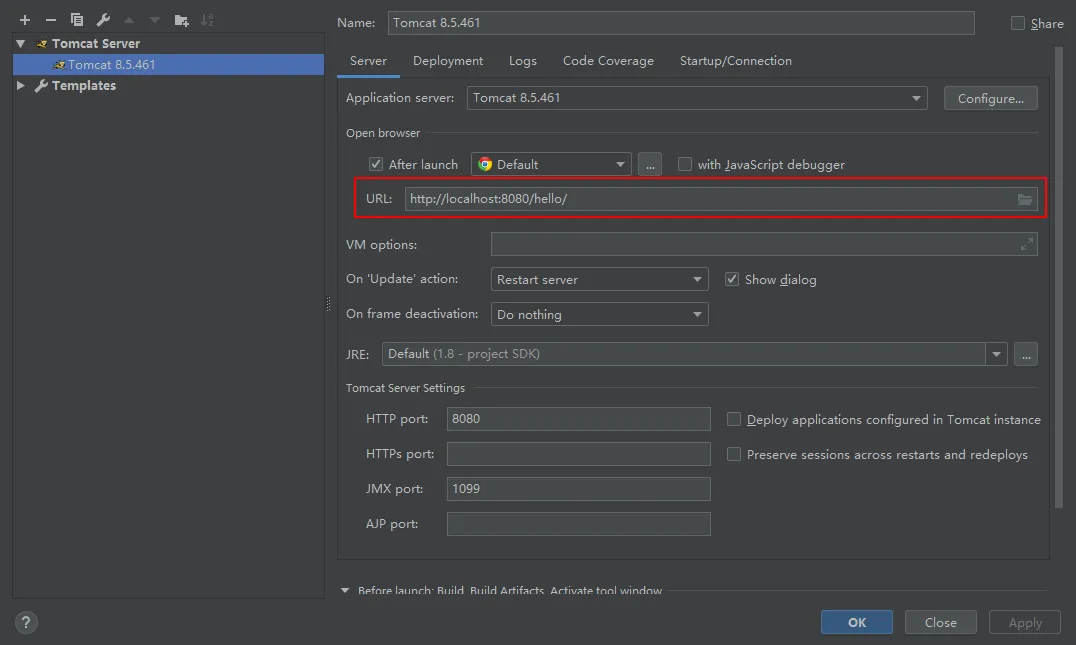 Name: Tomcat 8.5.461 Share
Tomcat Server
Tomcat 8.5.461
Templates
Server Deployment Logs Code Coverage Startup/Connection
Application server: Tomcat 8.5.461 Configure...
Open browser
After launch Default ... with JavaScript debugger
URL: http://localhost:8080/hello/
VM options:
On 'Update' action: Restart server Show dialog
On frame deactivation: Do nothing
JRE: Default (1.8 - project SDK) ...
Tomcat Server Settings
HTTP port: 8080 Deploy applications configured in Tomcat instance
HTTPs port: Preserve sessions across restarts and redeploys
JMX port: 1099
AJP port:
Before launch: Build, Build Artifacts, Activate tool window
? OK Close Apply